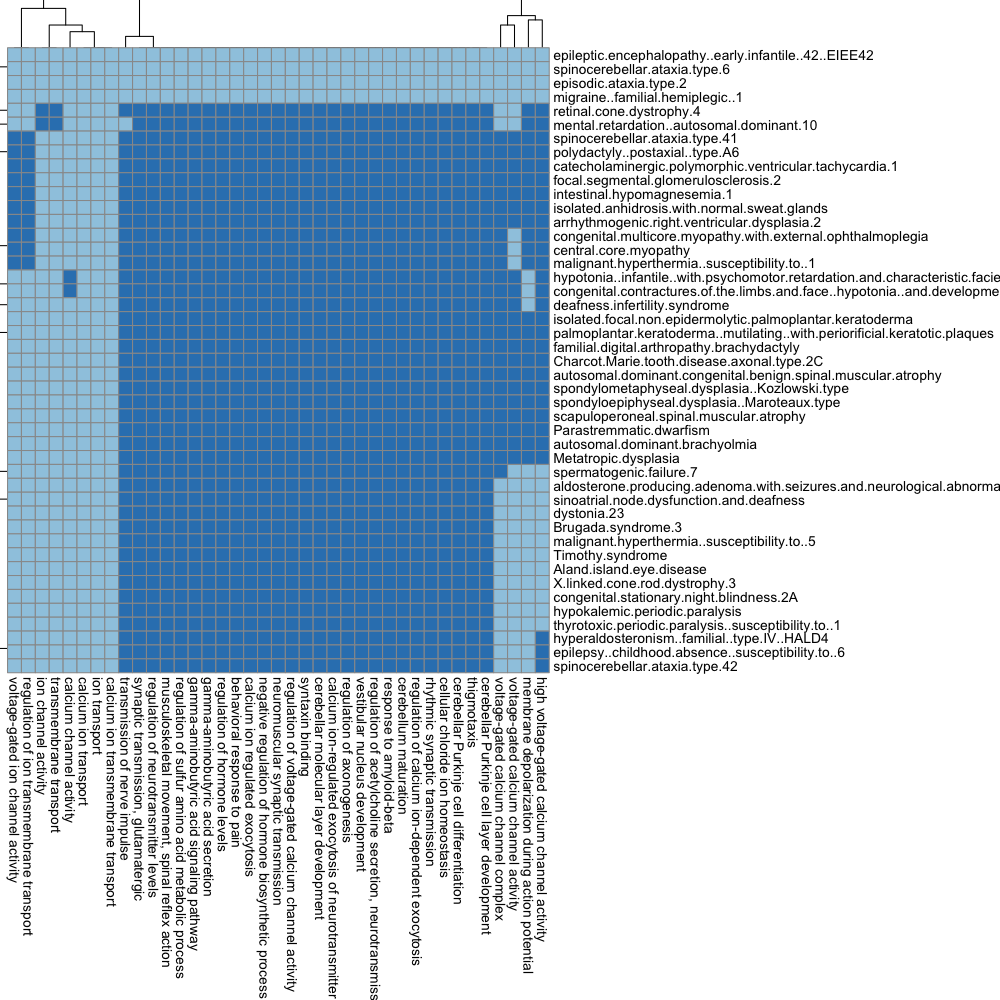 epileptic.encephalopathy..early.infantile..42..EIEE42
spinocerebellar.ataxia.type.6
episodic.ataxia.type.2
migraine..familial.hemiplegic..1
retinal.cone.dystrophy.4
mental.retardation..autosomal.dominant.10
spinocerebellar.ataxia.type.41
polydactyly..postaxial..type.A6
catecholaminergic.polymorphic.ventricular.tachycardia.1
focal.segmental.glomerulosclerosis.2
intestinal.hypomagnesemia.1
isolated.anhidrosis.with.normal.sweat.glands
arrhythmogenic.right.ventricular.dysplasia.2
congenital.multicore.myopathy.with.external.ophthalmoplegia
central.core.myopathy
malignant.hyperthermia..susceptibility.to..1
hypotonia..infantile..with.psychomotor.retardation.and.characteristic.facie
congenital.contractures.of.the.limbs.and.face..hypotonia..and.developme
deafness.infertility.syndrome
isolated.focal.non.epidermolytic.palmoplantar.keratoderma
palmoplantar.keratoderma..mutilating..with.periorificial.keratotic.plaques
familial.digital.arthropathy.brachydactyly
Charcot.Marie.tooth.disease.axonal.type.2C
autosomal.dominant.congenital.benign.spinal.muscular.atrophy
spondylometaphyseal.dysplasia..Kozlowski.type
spondyloepiphyseal.dysplasia..Maroteaux.type
scapuloperoneal.spinal.muscular.atrophy
Parastremmatic.dwarfism
autosomal.dominant.brachyolmia
Metatropic.dysplasia
spermatogenic.failure.7
aldosterone.producing.adenoma.with.seizures.and.neurological.abnorma
sinoatrial.node.dysfunction.and.deafness
dystonia.23
Brugada.syndrome.3
malignant.hyperthermia..susceptibility.to..5
Timothy.syndrome
Aland.island.eye.disease
X.linked.cone.rod.dystrophy.3
congenital.stationary.night.blindness.2A
hypokalemic.periodic.paralysis
thyrotoxic.periodic.paralysis..susceptibility.to..1
hyperaldosteronism..familial..type.IV..HALD4
epilepsy..childhood.absence..susceptibility.to..6
spinocerebellar.ataxia.type.42
voltage-gated ion channel activity
regulation of ion transmembrane transport
ion channel activity
transmembrane transport
calcium channel activity
calcium ion transport
ion transport
calcium ion transmembrane transport
transmission of nerve impulse
synaptic transmission, glutamatergic
regulation of neurotransmitter levels
musculoskeletal movement, spinal reflex action
regulation of sulfur amino acid metabolic process
gamma-aminobutyric acid signaling pathway
gamma-aminobutyric acid secretion
regulation of hormone levels
behavioral response to pain
calcium ion regulated exocytosis
negative regulation of hormone biosynthetic process
neuromuscular synaptic transmission
regulation of voltage-gated calcium channel activity
syntaxin binding
cerebellar molecular layer development
calcium ion-regulated exocytosis of neurotransmitter
regulation of axonogenesis
vestibular nucleus development
regulation of acetylcholine secretion, neurotransmiss
response to amyloid-beta
cerebellum maturation
regulation of calcium ion-dependent exocytosis
rhythmic synaptic transmission
cellular chloride ion homeostasis
cerebellar Purkinje cell differentiation
thigmotaxis
cerebellar Purkinje cell layer development
voltage-gated calcium channel complex
voltage-gated calcium channel activity
membrane depolarization during action potential
high voltage-gated calcium channel activity